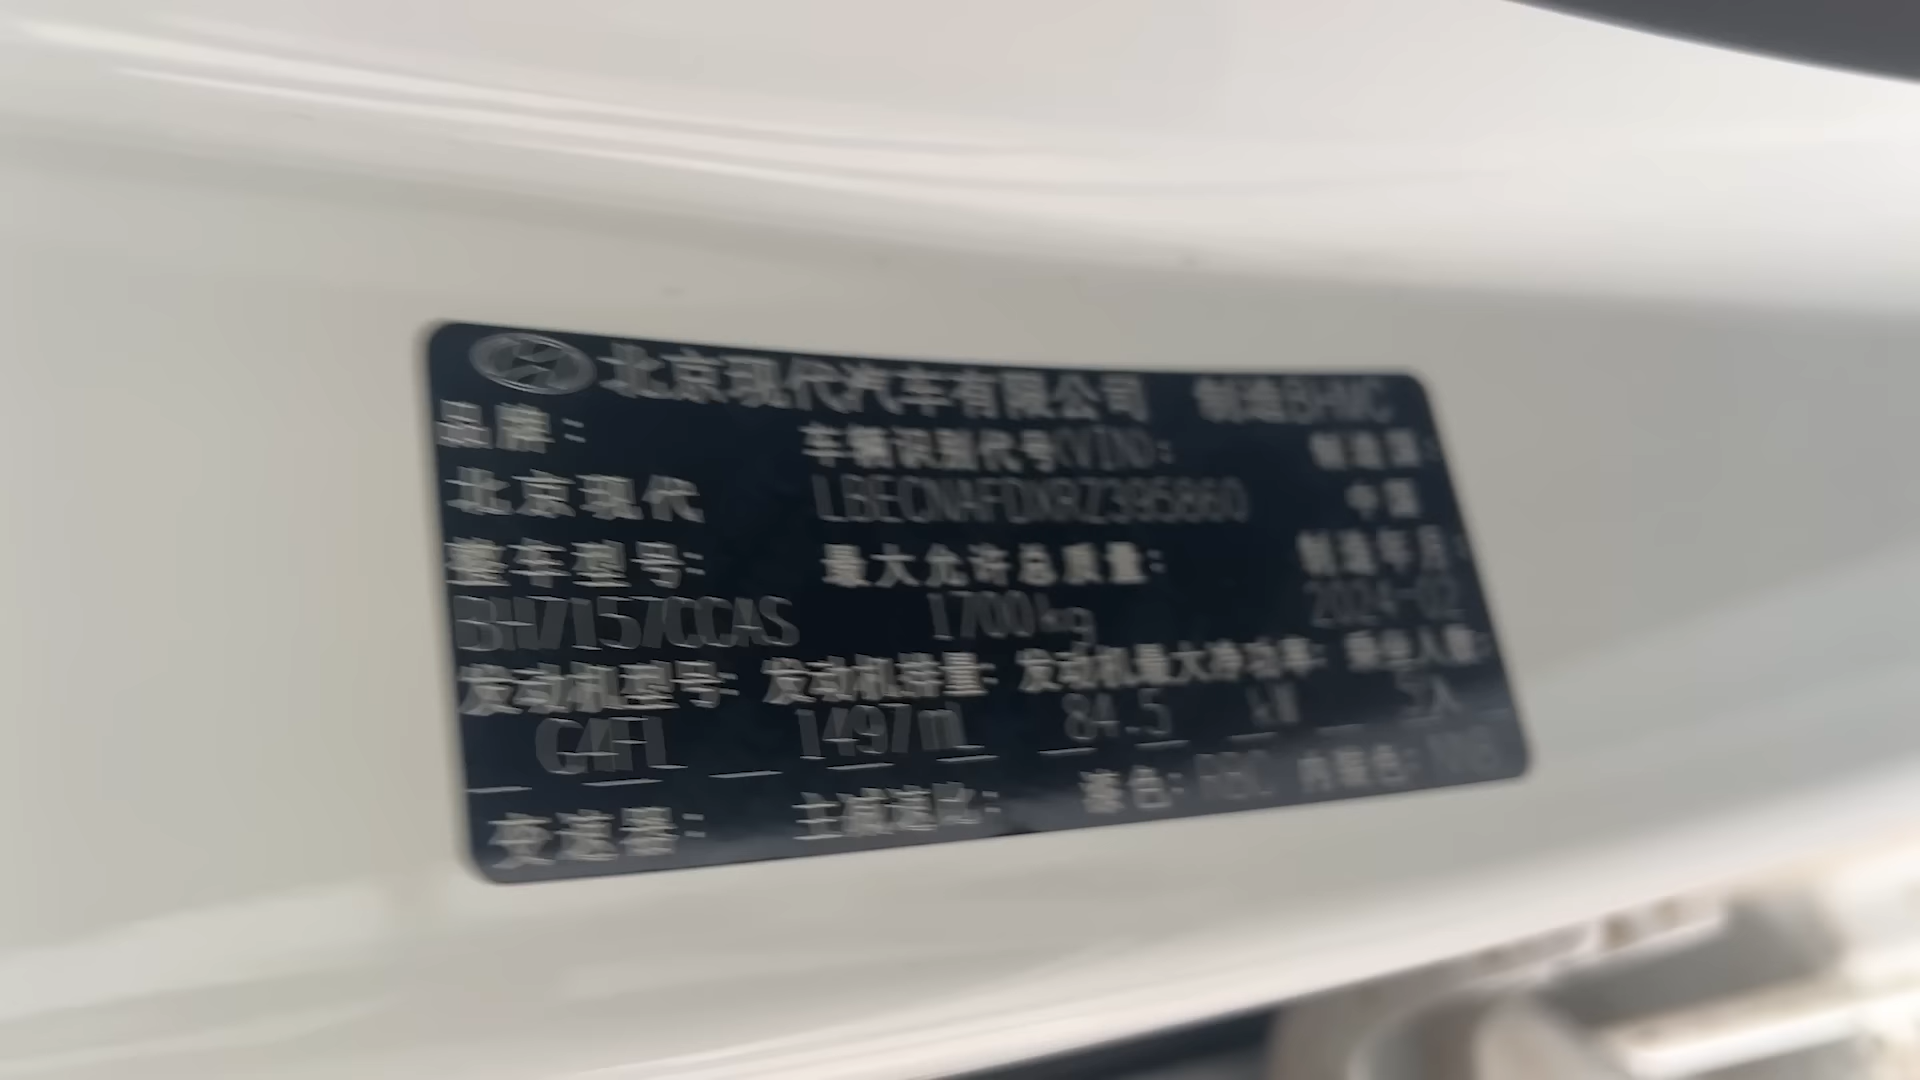 北京现代汽车有限公司 制造BHMC
品牌: 车辆识别代号(VIN): 制造国:
北京现代 LBECNAFDXRZ395860 中国
整车型号: 最大允许总质量: 制造年月:
BH7157CCAS 1700kg 2024-02
发动机型号: 发动机排量: 发动机最大净功率: 乘坐人数:
G4FL 1497ml 84.5 kW 5人
变速器: 主减速比: 漆色: 内装色: